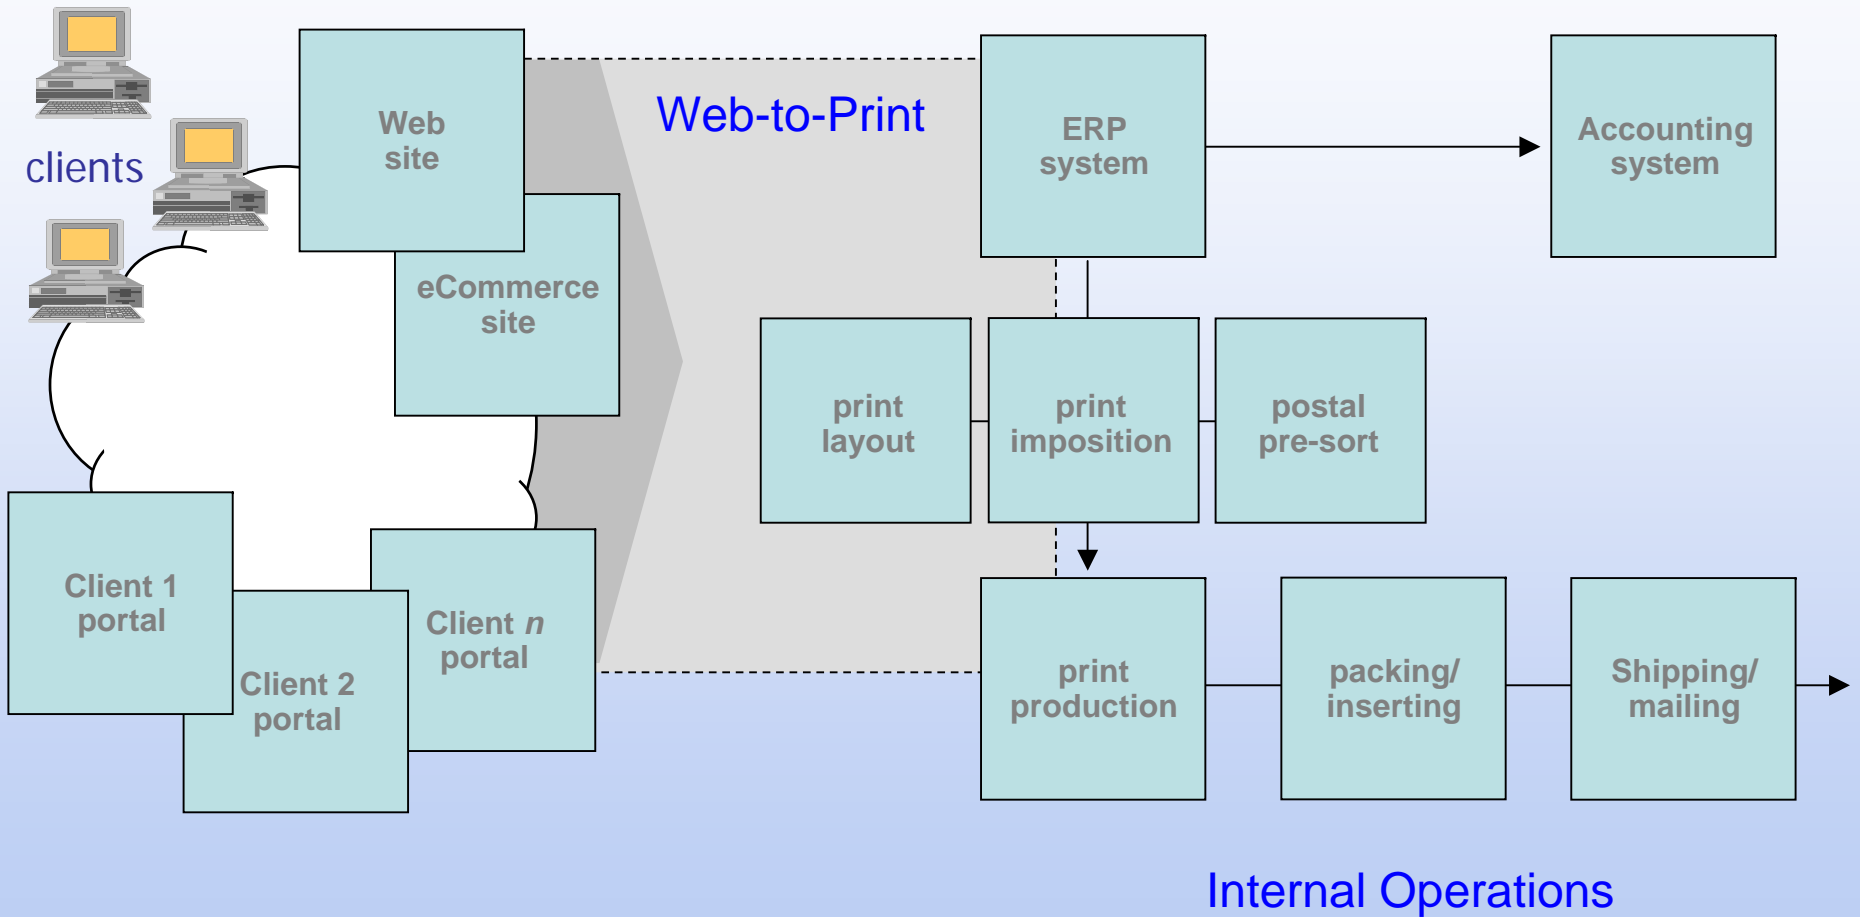 clients
Web
site
eCommerce
site
Client 1
portal
Client 2
portal
Client n
portal
Web-to-Print
ERP
system
Accounting
system
print
layout
print
imposition
postal
pre-sort
print
production
packing/
inserting
Shipping/
mailing
Internal Operations